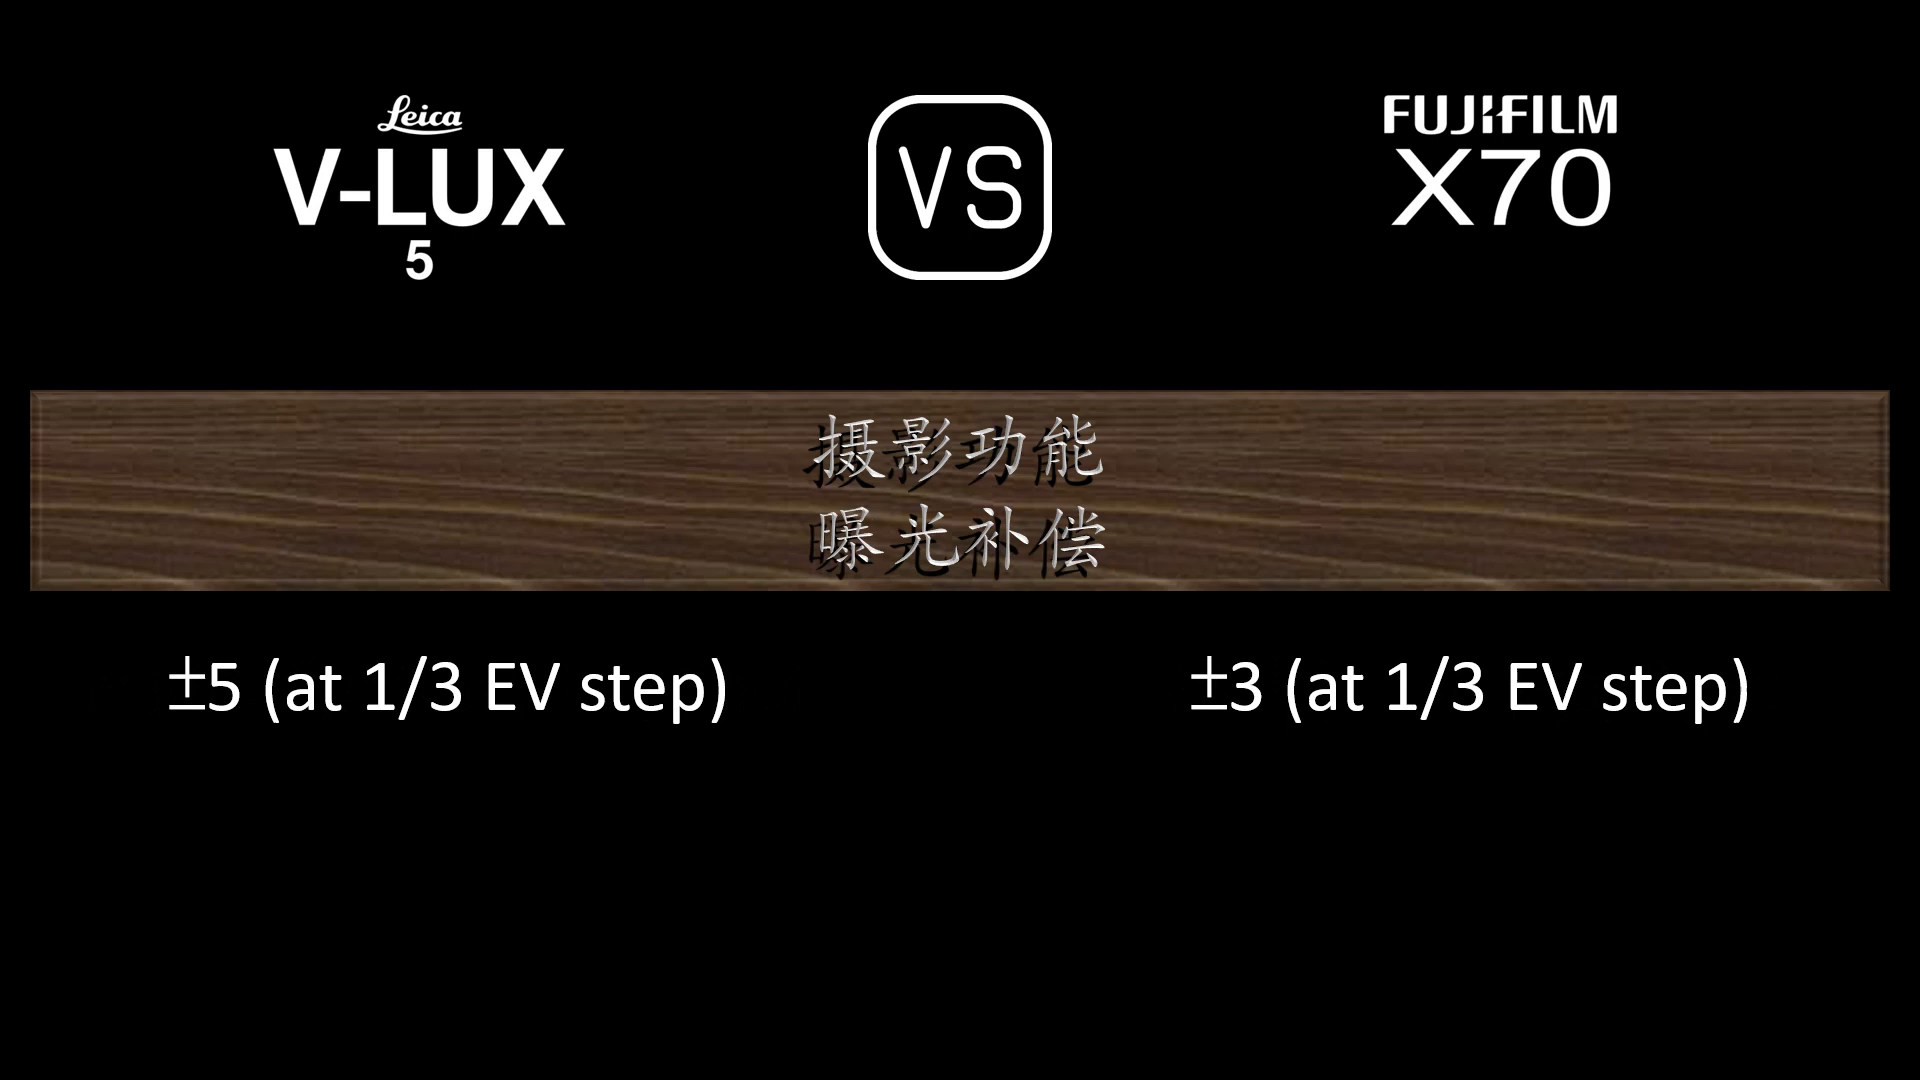 Leica
V-LUX
5
VS
FUJIFILM
X70
摄影功能
曝光补偿
±5 (at 1/3 EV step)
±3 (at 1/3 EV step)